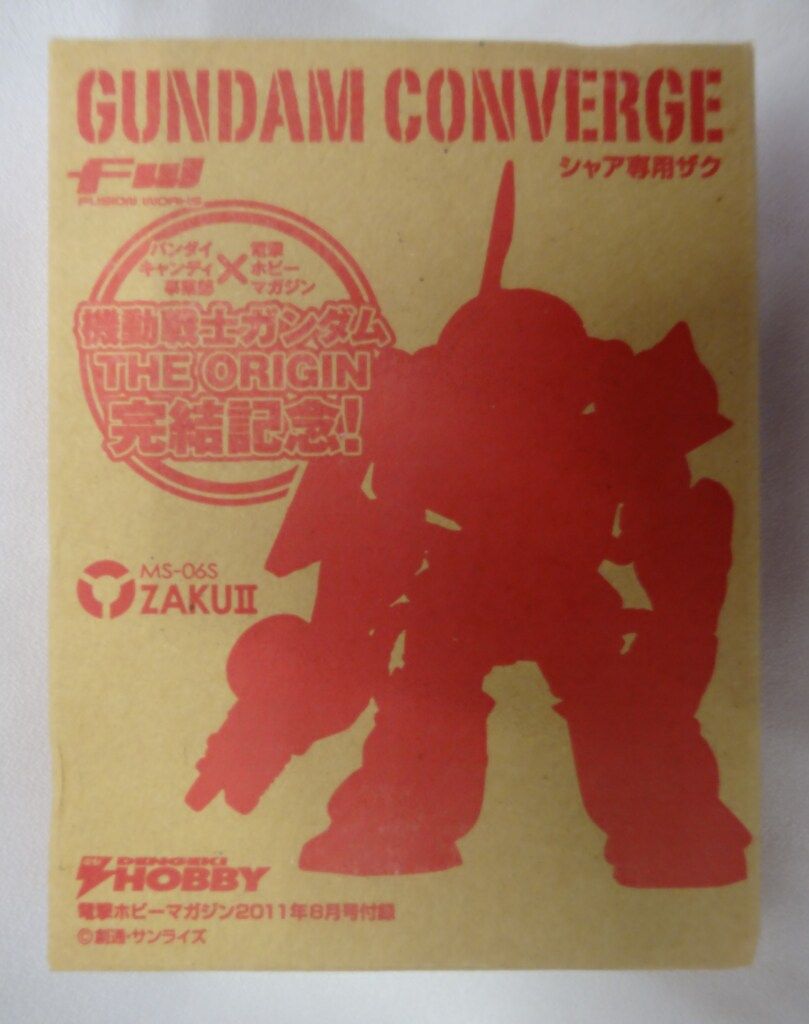 GUNDAM CONVERGE
FW
FUSION WORKS
シャア専用ザク
バンダイ
キャンディ
事業部
×
電撃
ホビー
マガジン
機動戦士ガンダム
THE ORIGIN
完結記念!
MS-06S
ZAKUII
DENGEKI
HOBBY
電撃ホビーマガジン2011年8月号付録
©創通・サンライズ